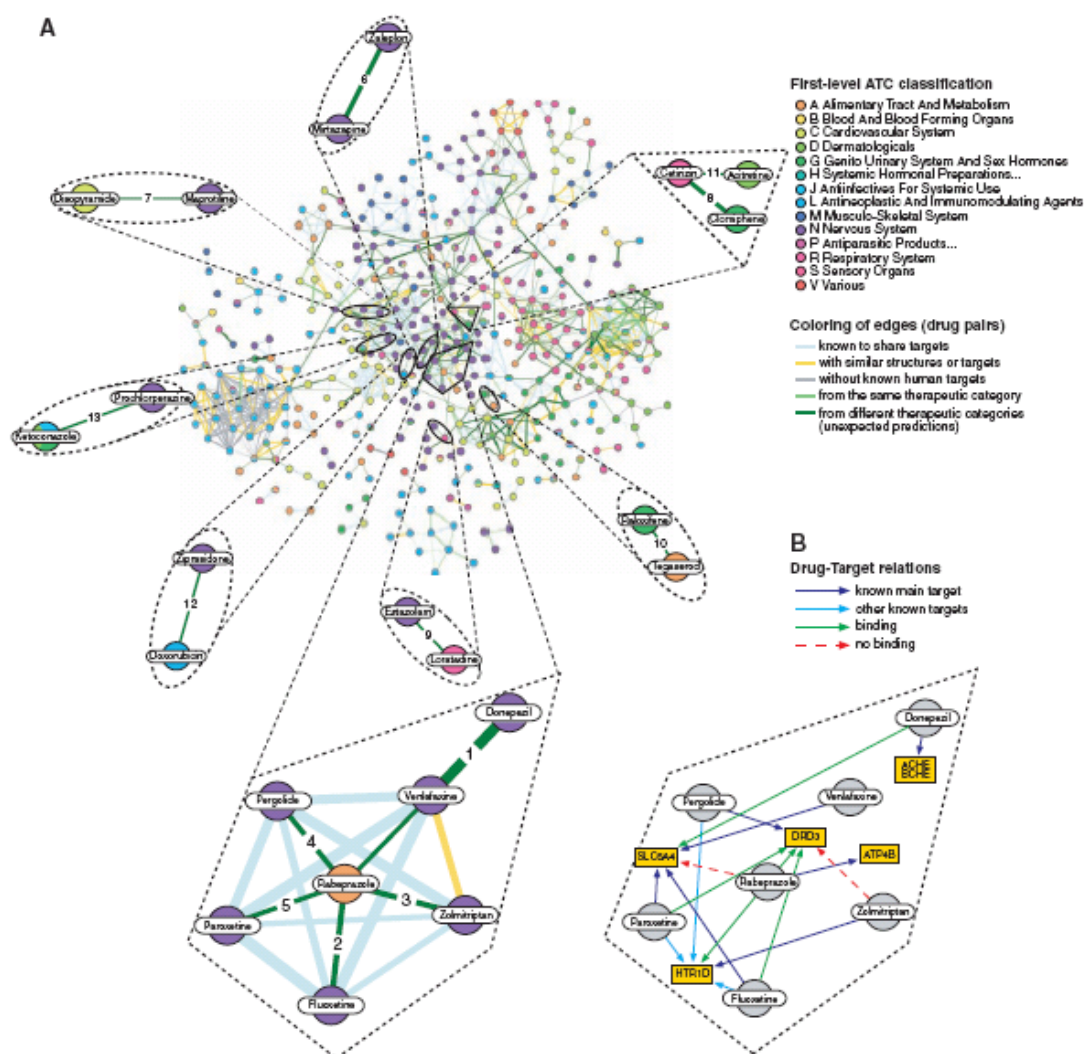 A
Zaleplon
6
Mirtazapine
Disopyramide
7
Maprotiline
Prochlorperazine
13
Ketoconazole
Ziprasidone
12
Doxorubicin
Estazolam
9
Loratadine
Raloxifene
10
Tegaserod
Cetirizin
11
Acitretine
8
Clomiphene
First-level ATC classification
A Alimentary Tract And Metabolism
B Blood And Blood Forming Organs
C Cardiovascular System
D Dermatologicals
G Genito Urinary System And Sex Hormones
H Systemic Hormonal Preparations...
J Antiinfectives For Systemic Use
L Antineoplastic And Immunomodulating Agents
M Musculo-Skeletal System
N Nervous System
P Antiparasitic Products...
R Respiratory System
S Sensory Organs
V Various
Coloring of edges (drug pairs)
known to share targets
with similar structures or targets
without known human targets
from the same therapeutic category
from different therapeutic categories
(unexpected predictions)
Donepezil
1
Pergolide
Venlafaxine
4
Rabeprazole
5
3
Paroxetine
Zolmitriptan
2
Fluoxetine
B
Drug-Target relations
known main target
other known targets
binding
no binding
Donepezil
ACHE
BCHE
Pergolide
Venlafaxine
DRD3
SLC6A4
ATP4B
Rabeprazole
Paroxetine
Zolmitriptan
HTR1D
Fluoxetine